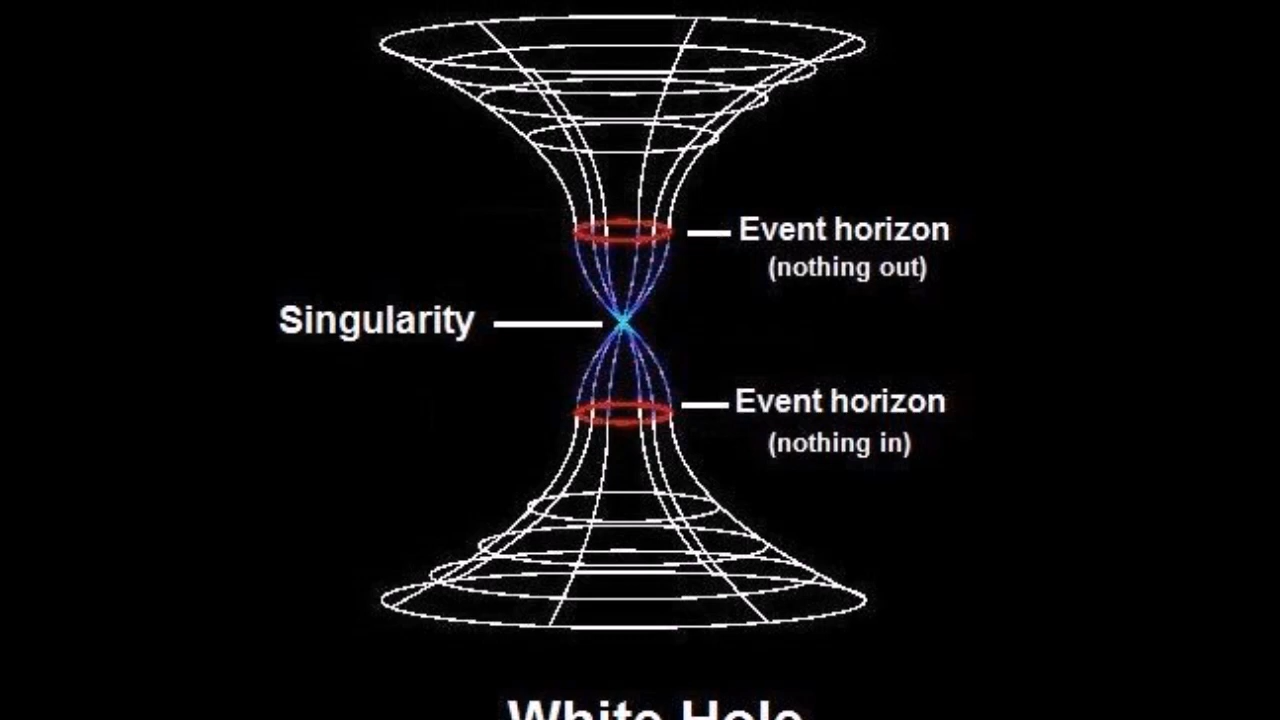 Event horizon
(nothing out)
Singularity
Event horizon
(nothing in)
White Hole